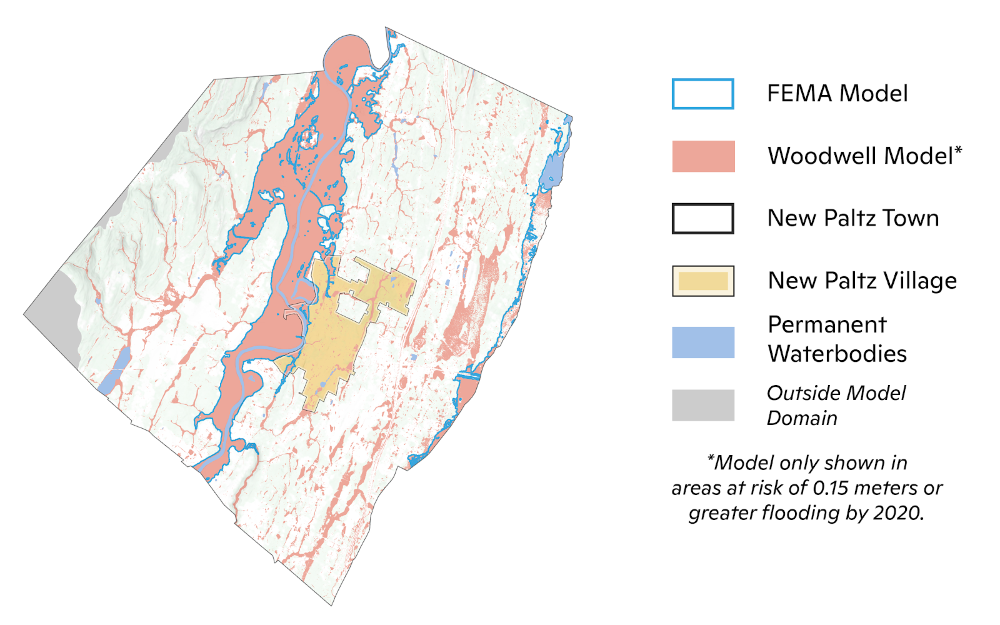 FEMA Model
Woodwell Model*
New Paltz Town
New Paltz Village
Permanent
Waterbodies
Outside Model
Domain
*Model only shown in
areas at risk of 0.15 meters or
greater flooding by 2020.